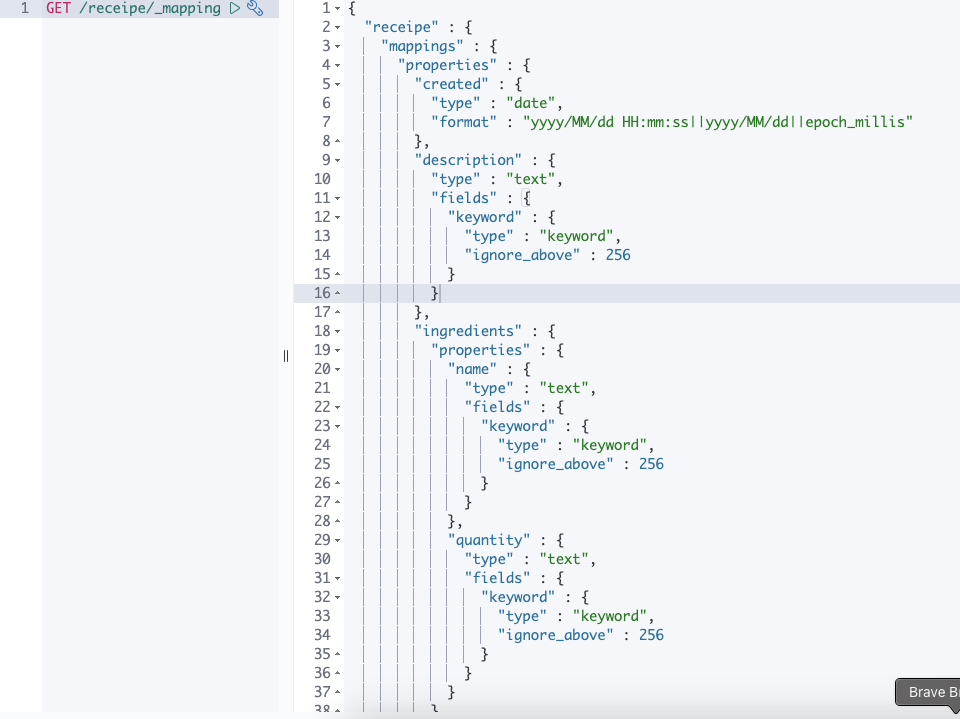 1 GET /receipe/_mapping
1 {
2 "receipe" : {
3 "mappings" : {
4 "properties" : {
5 "created" : {
6 "type" : "date",
7 "format" : "yyyy/MM/dd HH:mm:ss||yyyy/MM/dd||epoch_millis"
8 },
9 "description" : {
10 "type" : "text",
11 "fields" : {
12 "keyword" : {
13 "type" : "keyword",
14 "ignore_above" : 256
15 }
16 }
17 },
18 "ingredients" : {
19 "properties" : {
20 "name" : {
21 "type" : "text",
22 "fields" : {
23 "keyword" : {
24 "type" : "keyword",
25 "ignore_above" : 256
26 }
27 }
28 },
29 "quantity" : {
30 "type" : "text",
31 "fields" : {
32 "keyword" : {
33 "type" : "keyword",
34 "ignore_above" : 256
35 }
36 }
37 }
38 }
Brave B